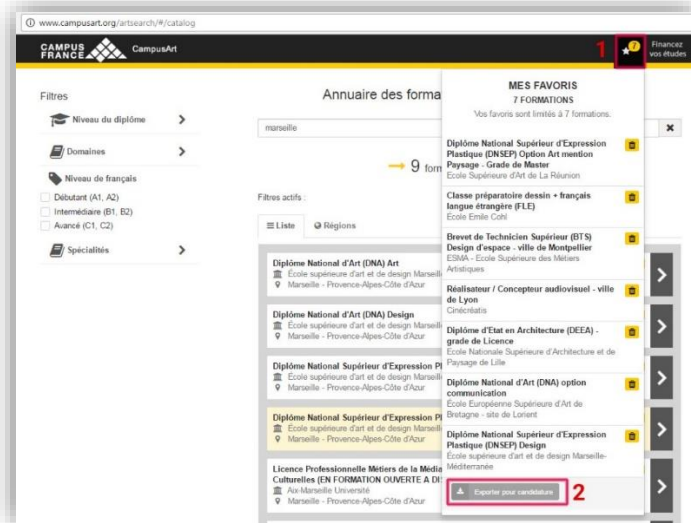 www.campusart.org/artsearch/#/catalog
CAMPUS
FRANCE
CampusArt
1
7
Financez
vos études
Filtres
Niveau du diplôme
Domaines
Niveau de français
Débutant (A1, A2)
Intermédiaire (B1, B2)
Avancé (C1, C2)
Spécialités
Annuaire des forma
marseille
9 form
Filtres actifs :
Liste
Régions
Diplôme National d'Art (DNA) Art
École supérieure d'art et de design Marseill
Marseille - Provence-Alpes-Côte d'Azur
Diplôme National d'Art (DNA) Design
École supérieure d'art et de design Marseill
Marseille - Provence-Alpes-Côte d'Azur
Diplôme National Supérieur d'Expression Pl
École supérieure d'art et de design Marseill
Marseille - Provence-Alpes-Côte d'Azur
Diplôme National Supérieur d'Expression Pl
École supérieure d'art et de design Marseill
Marseille - Provence-Alpes-Côte d'Azur
Licence Professionnelle Métiers de la Média
Culturelles (EN FORMATION OUVERTE A DI
Aix-Marseille Université
Marseille - Provence-Alpes-Côte d'Azur
MES FAVORIS
7 FORMATIONS
Vos favoris sont limités à 7 formations.
Diplôme National Supérieur d'Expression
Plastique (DNSEP) Option Art mention
Paysage - Grade de Master
Ecole Supérieure d'Art de La Réunion
Classe préparatoire dessin + français
langue étrangère (FLE)
École Emile Cohl
Brevet de Technicien Supérieur (BTS)
Design d'espace - ville de Montpellier
ESMA - Ecole Supérieure des Métiers
Artistiques
Réalisateur / Concepteur audiovisuel - ville
de Lyon
Cinécréatis
Diplôme d'Etat en Architecture (DEEA) -
grade de Licence
Ecole Nationale Supérieure d'Architecture et de
Paysage de Lille
Diplôme National d'Art (DNA) option
communication
École Européenne Supérieure d'Art de
Bretagne - site de Lorient
Diplôme National Supérieur d'Expression
Plastique (DNSEP) Design
École supérieure d'art et de design Marseille-
Méditerranée
Exporter pour candidature
2